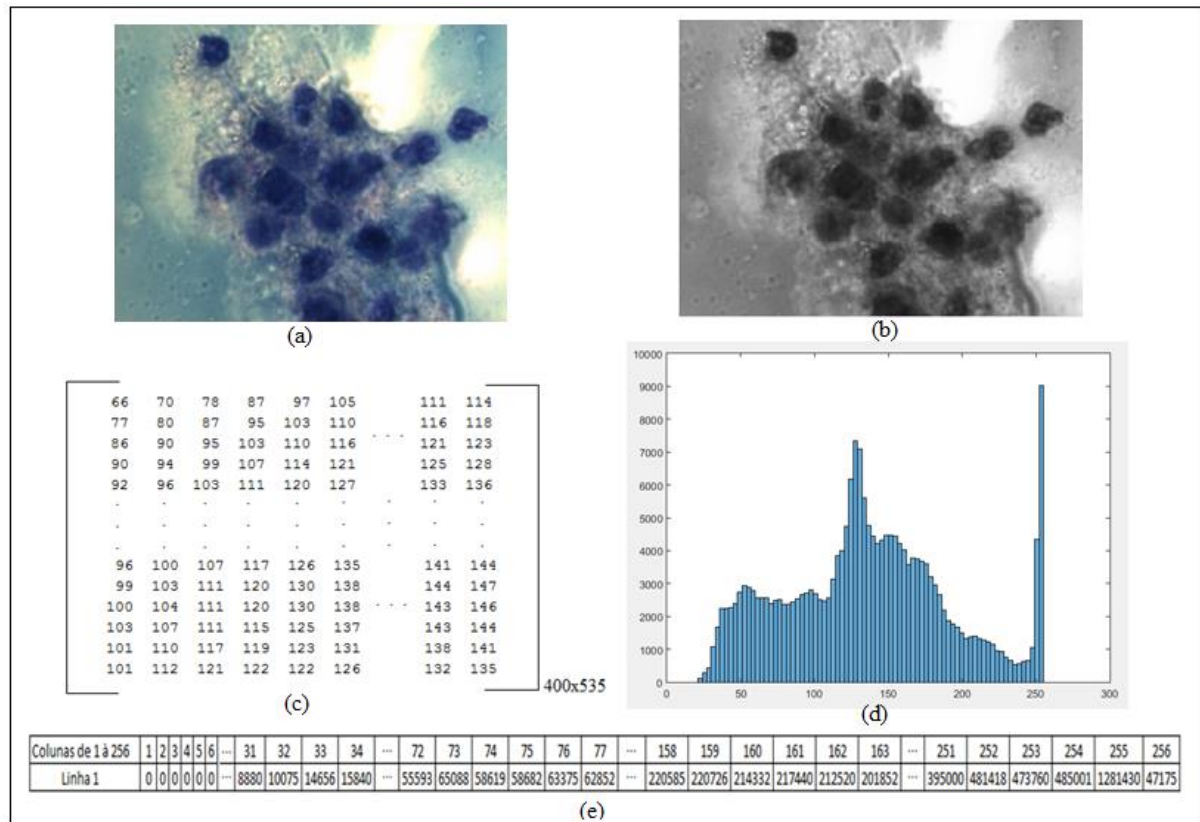 (a)
(b)
66 70 78 87 97 105 111 114
77 80 87 95 103 110 116 118
86 90 95 103 110 116 ... 121 123
90 94 99 107 114 121 125 128
92 96 103 111 120 127 133 136
. . . . . . . .
. . . . . . . .
. . . . . . . .
96 100 107 117 126 135 141 144
99 103 111 120 130 138 144 147
100 104 111 120 130 138 ... 143 146
103 107 111 115 125 137 143 144
101 110 117 119 123 131 138 141
101 112 121 122 122 126 132 135
400x535
(c)
10000
9000
8000
7000
6000
5000
4000
3000
2000
1000
0
0 50 100 150 200 250 300
(d)
Colunas de 1 à 256 1 2 3 4 5 6 ... 31 32 33 34 ... 72 73 74 75 76 77 ... 158 159 160 161 162 163 ... 251 252 253 254 255 256
Linha 1 0 0 0 0 0 0 ... 8880 10075 14656 15840 ... 55593 65088 58619 58682 63375 62852 ... 220585 220726 214332 217440 212520 201852 ... 395000 481418 473760 485001 1281430 47175
(e)